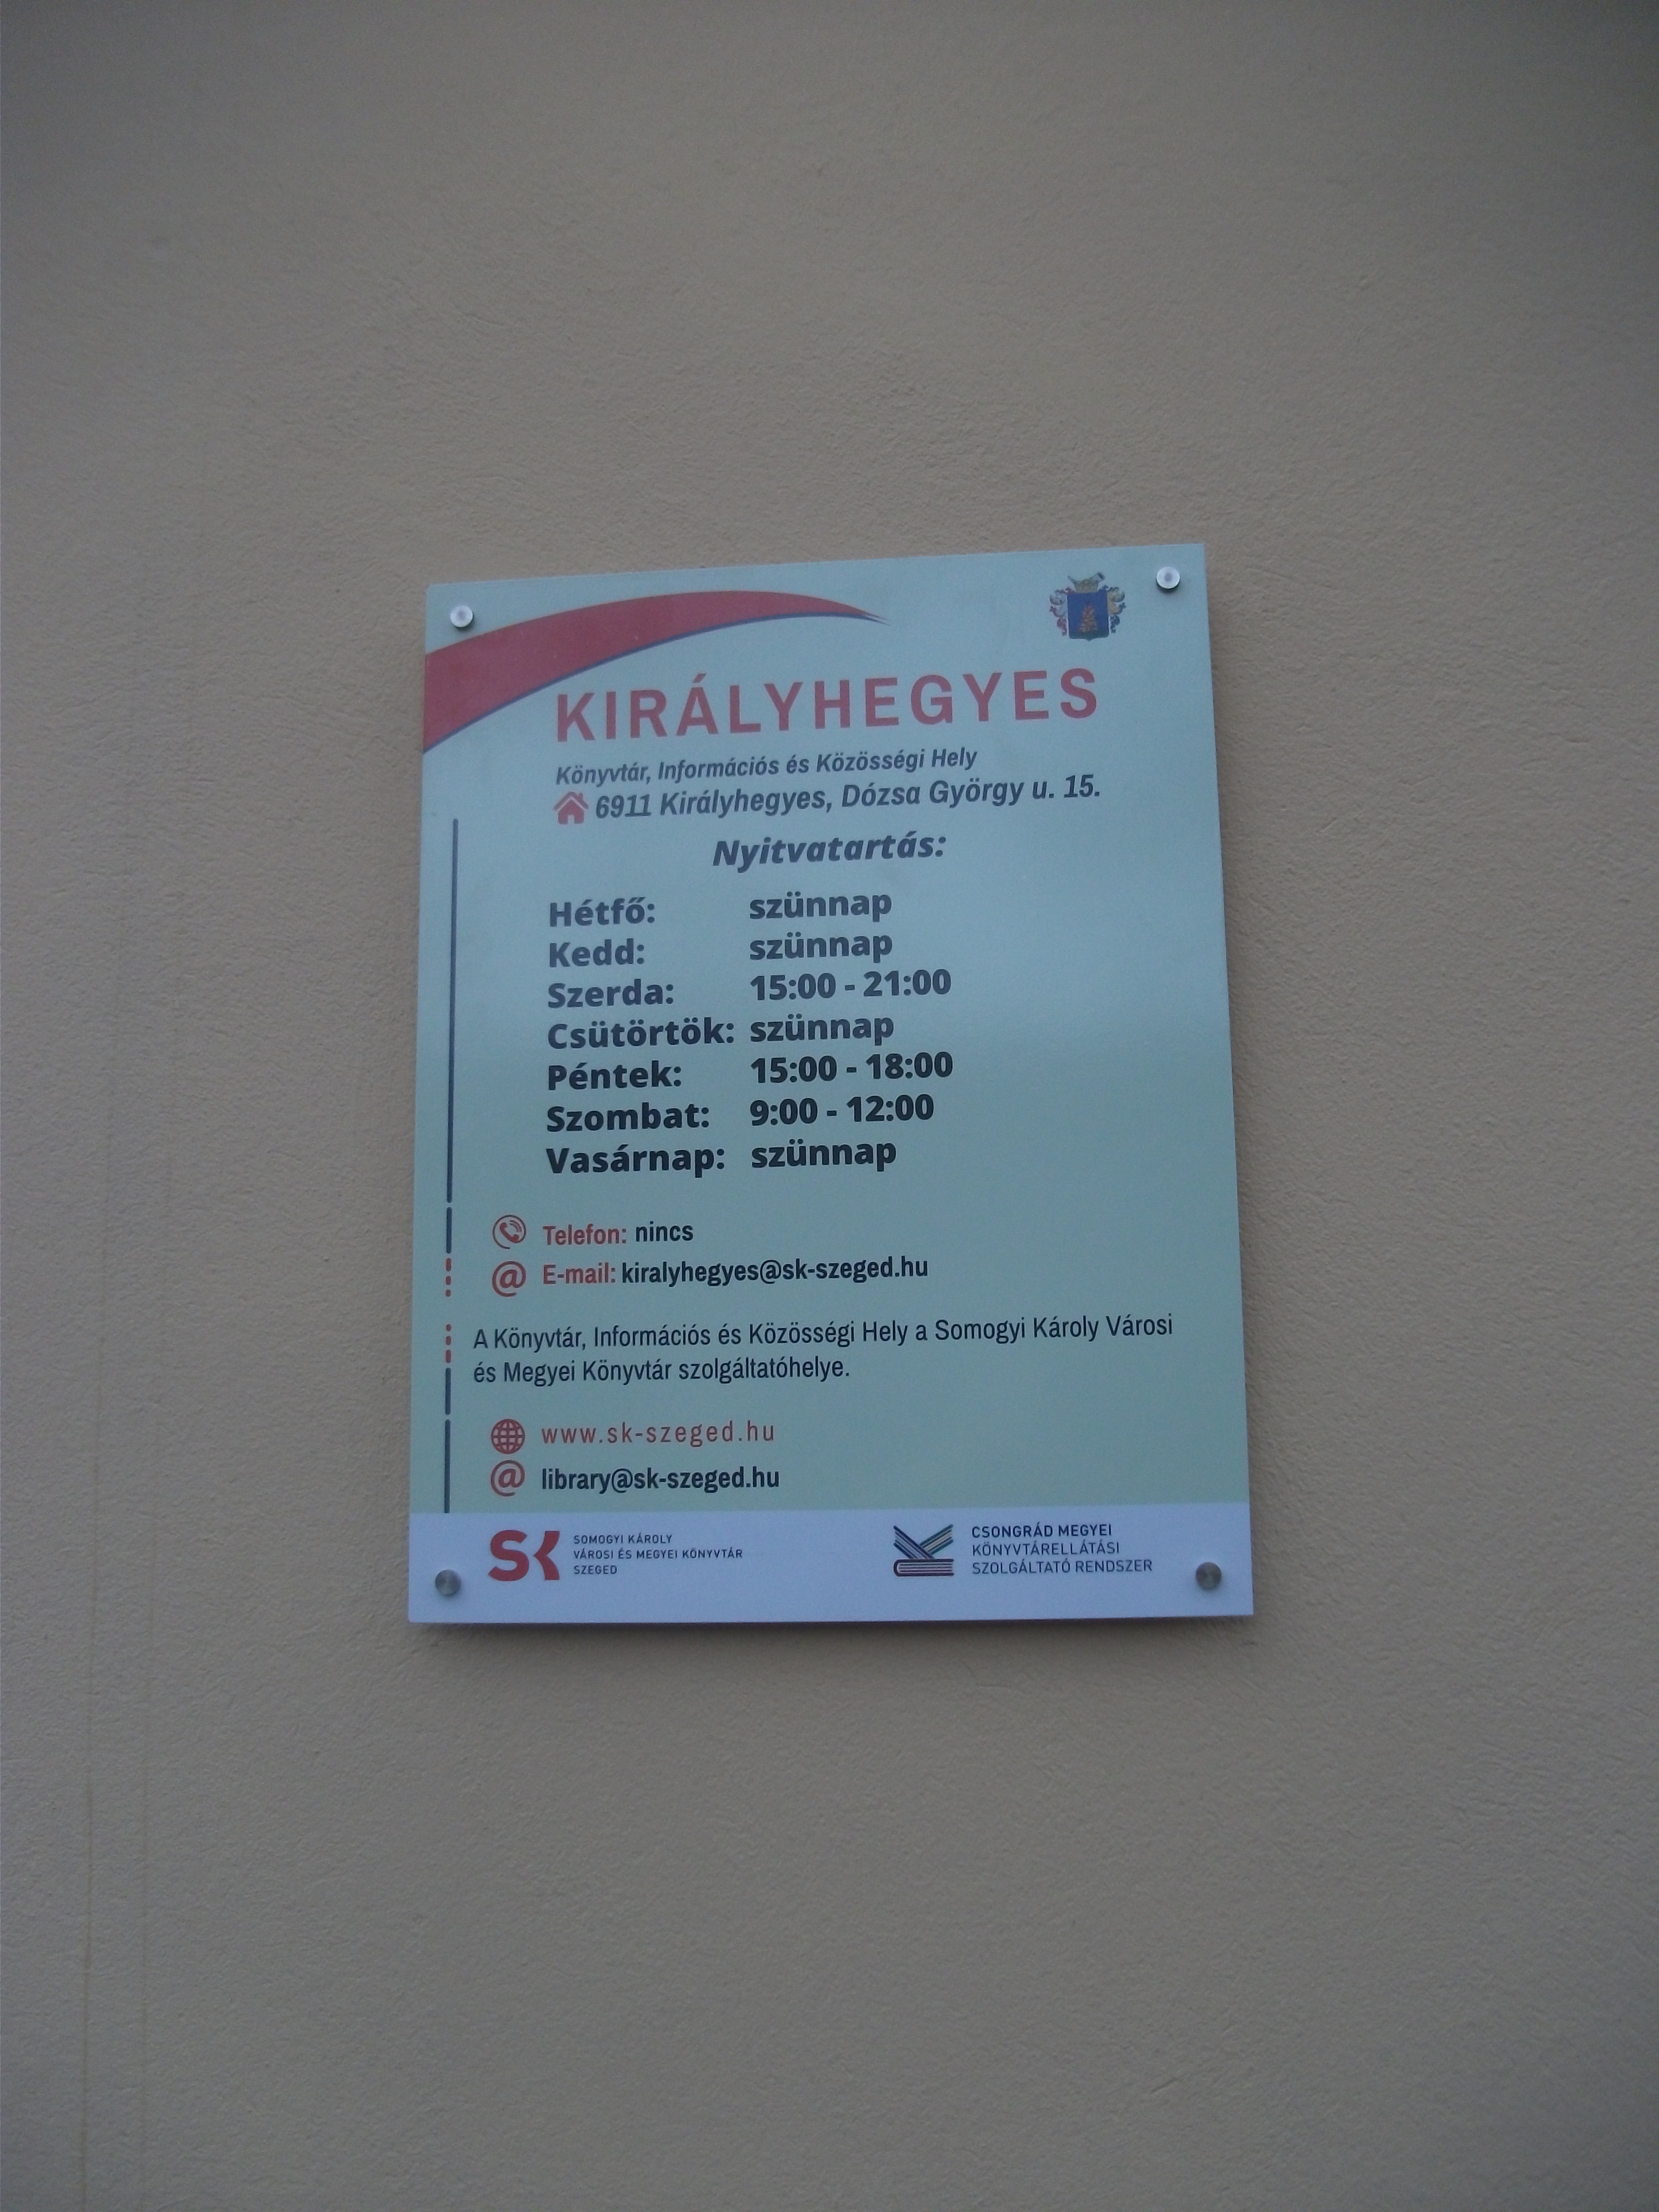 KIRÁLYHEGYES
Könyvtár, Információs és Közösségi Hely
6911 Királyhegyes, Dózsa György u. 15.
Nyitvatartás:
Hétfő: szünnap
Kedd: szünnap
Szerda: 15:00 - 21:00
Csütörtök: szünnap
Péntek: 15:00 - 18:00
Szombat: 9:00 - 12:00
Vasárnap: szünnap
Telefon: nincs
@ E-mail: kiralyhegyes@sk-szeged.hu
A Könyvtár, Információs és Közösségi Hely a Somogyi Károly Városi
és Megyei Könyvtár szolgáltatóhelye.
www.sk-szeged.hu
@ library@sk-szeged.hu
SK
SOMOGYI KÁROLY
VÁROSI ÉS MEGYEI KÖNYVTÁR
SZEGED
CSONGRÁD MEGYEI
KÖNYVTÁRELLÁTÁSI
SZOLGÁLTATÓ RENDSZER